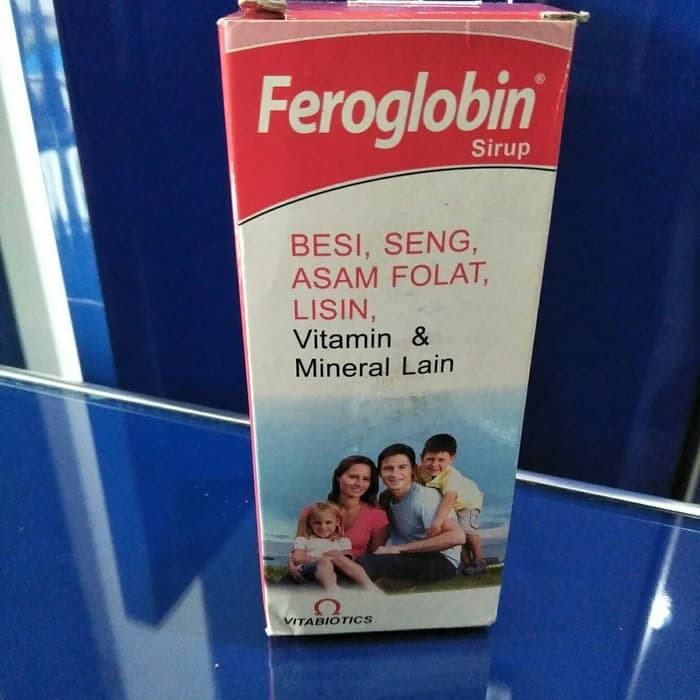 Feroglobin®
Sirup
BESI, SENG,
ASAM FOLAT,
LISIN,
Vitamin &
Mineral Lain
VITABIOTICS